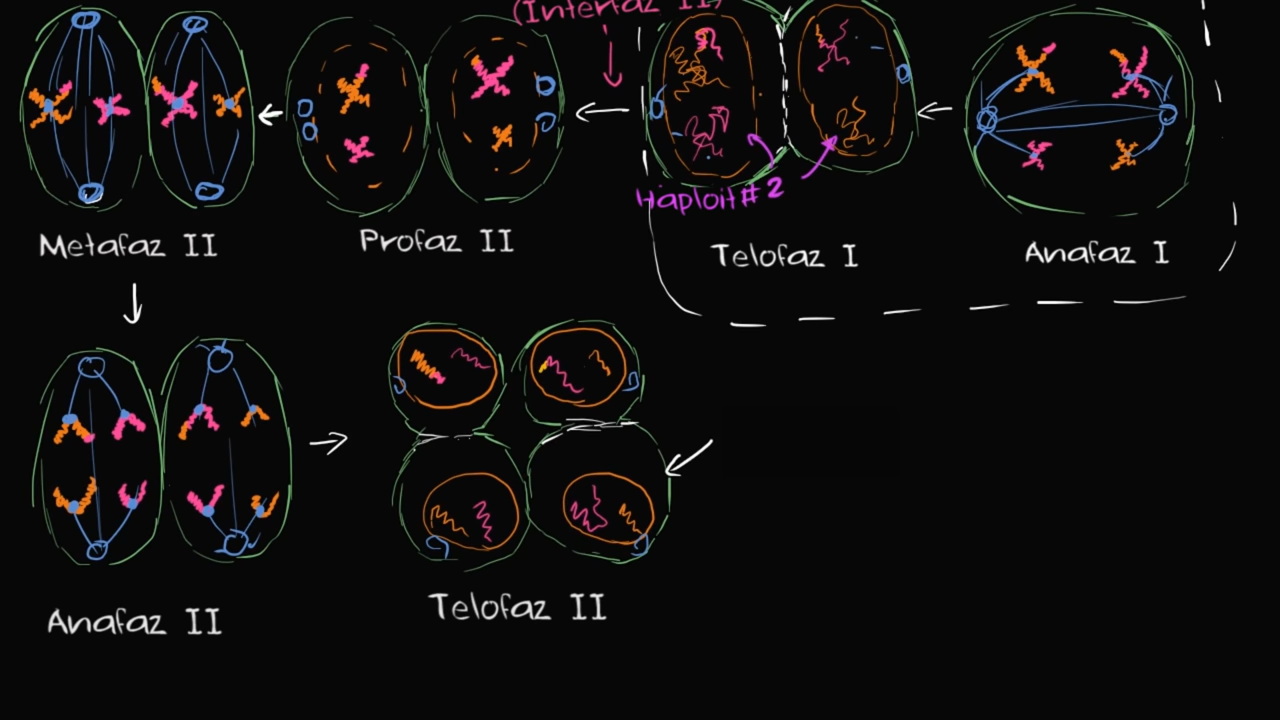 (Interfaz II)
Haploit #2
Metafaz II
Profaz II
Telofaz I
Anafaz I
Anafaz II
Telofaz II